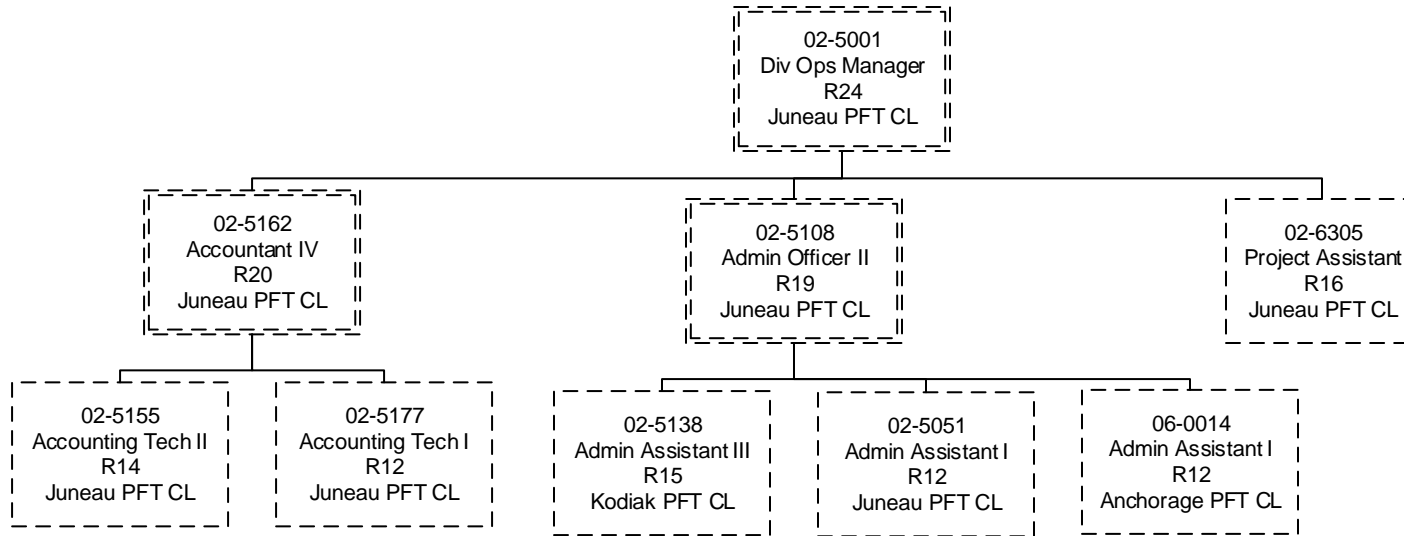 02-5001
Div Ops Manager
R24
Juneau PFT CL
02-5162
Accountant IV
R20
Juneau PFT CL
02-5108
Admin Officer II
R19
Juneau PFT CL
02-6305
Project Assistant
R16
Juneau PFT CL
02-5155
Accounting Tech II
R14
Juneau PFT CL
02-5177
Accounting Tech I
R12
Juneau PFT CL
02-5138
Admin Assistant III
R15
Kodiak PFT CL
02-5051
Admin Assistant I
R12
Juneau PFT CL
06-0014
Admin Assistant I
R12
Anchorage PFT CL